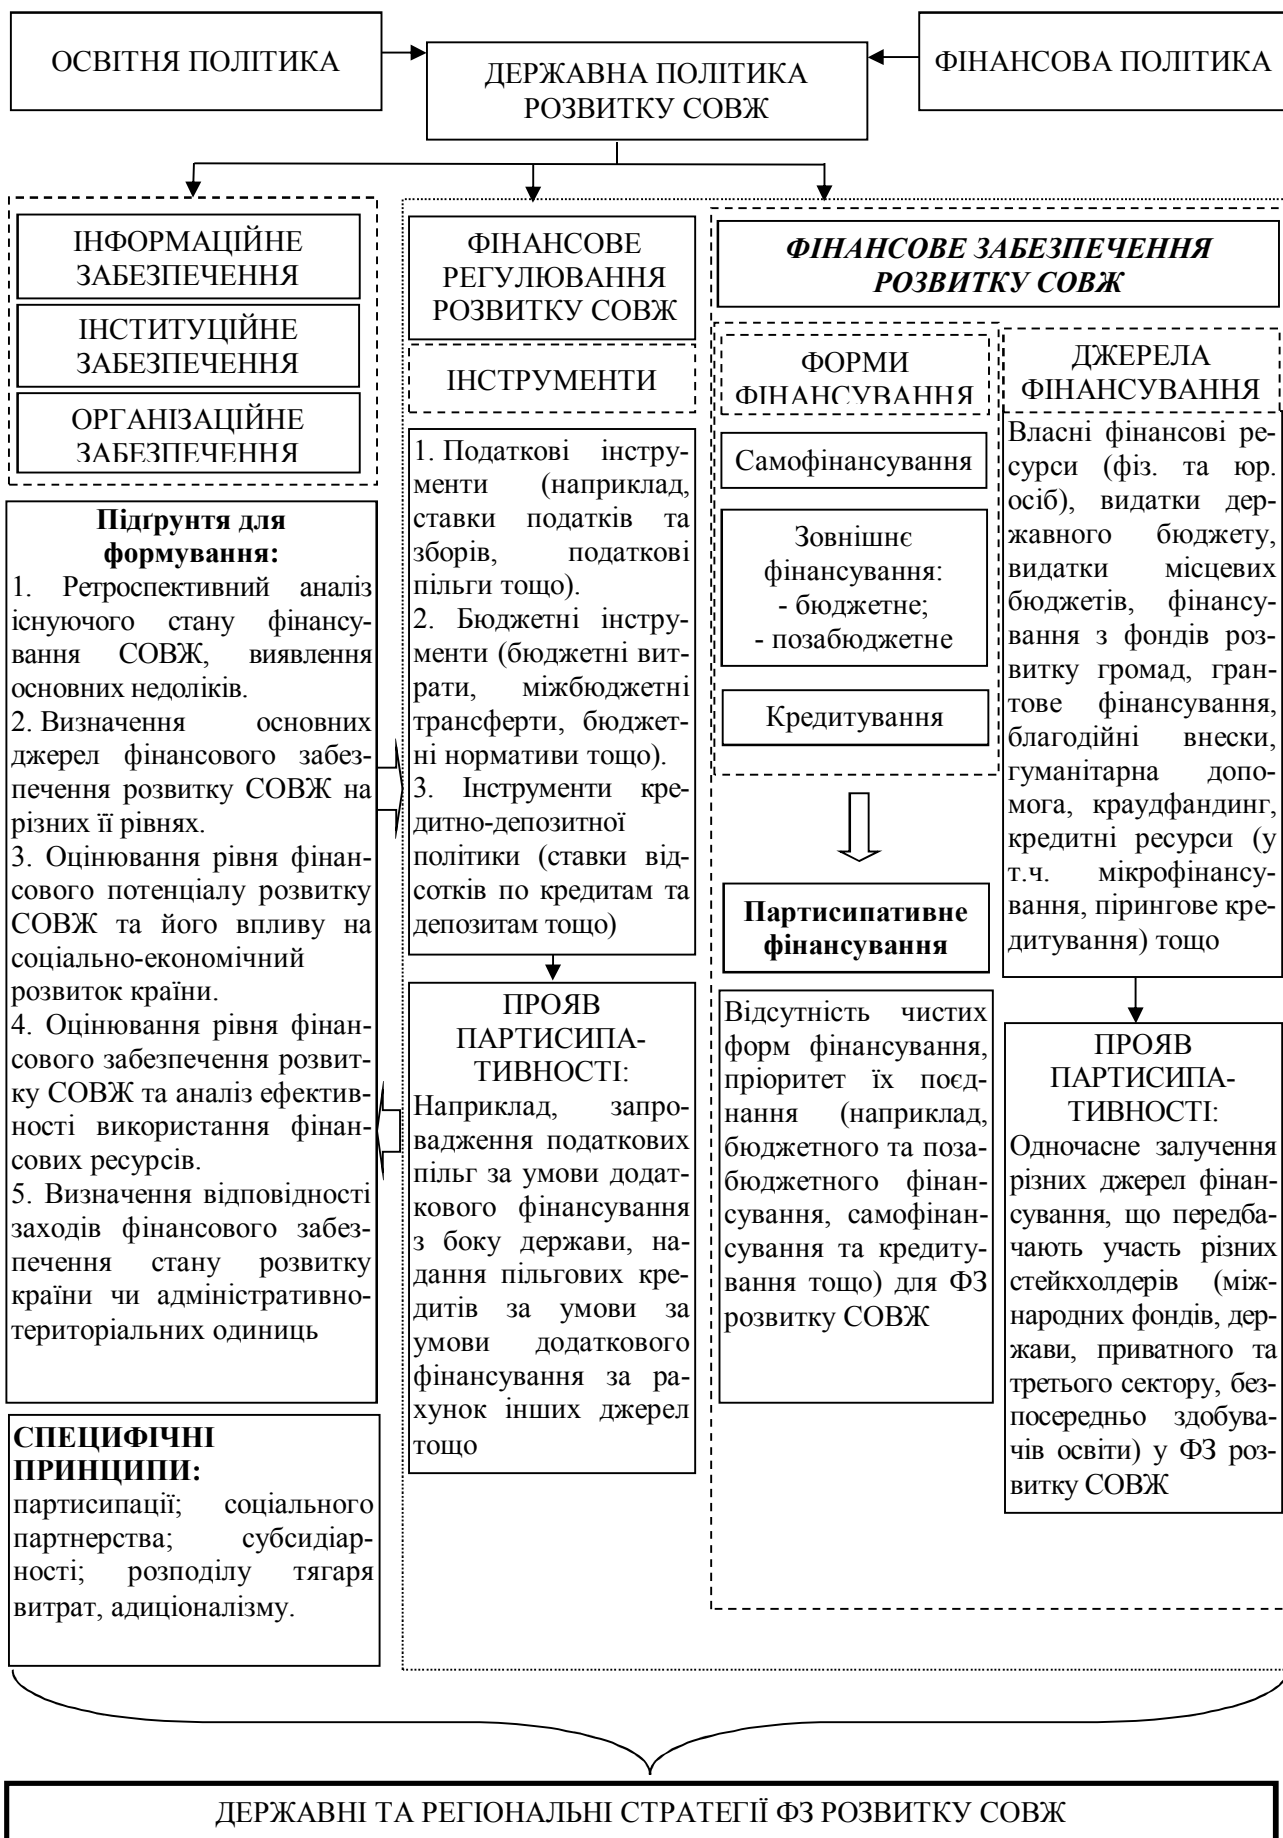 ОСВІТНЯ ПОЛІТИКА
ДЕРЖАВНА ПОЛІТИКА
РОЗВИТКУ СОВЖ
ФІНАНСОВА ПОЛІТИКА
ІНФОРМАЦІЙНЕ
ЗАБЕЗПЕЧЕННЯ
ІНСТИТУЦІЙНЕ
ЗАБЕЗПЕЧЕННЯ
ОРГАНІЗАЦІЙНЕ
ЗАБЕЗПЕЧЕННЯ
Підґрунтя для
формування:
1. Ретроспективний аналіз
існуючого стану фінансу-
вання СОВЖ, виявлення
основних недоліків.
2. Визначення основних
джерел фінансового забез-
печення розвитку СОВЖ на
різних її рівнях.
3. Оцінювання рівня фінан-
сового потенціалу розвитку
СОВЖ та його впливу на
соціально-економічний
розвиток країни.
4. Оцінювання рівня фінан-
сового забезпечення розвит-
ку СОВЖ та аналіз ефектив-
ності використання фінан-
сових ресурсів.
5. Визначення відповідності
заходів фінансового забез-
печення стану розвитку
країни чи адміністративно-
територіальних одиниць
СПЕЦИФІЧНІ
ПРИНЦИПИ:
партисипації; соціального
партнерства; субсидіар-
ності; розподілу тягаря
витрат, адиціоналізму.
ФІНАНСОВЕ
РЕГУЛЮВАННЯ
РОЗВИТКУ СОВЖ
ІНСТРУМЕНТИ
1. Податкові інстру-
менти (наприклад,
ставки податків та
зборів, податкові
пільги тощо).
2. Бюджетні інстру-
менти (бюджетні вит-
рати, міжбюджетні
трансферти, бюджет-
ні нормативи тощо).
3. Інструменти кре-
дитно-депозитної
політики (ставки від-
сотків по кредитам та
депозитам тощо)
ПРОЯВ
ПАРТИСИПА-
ТИВНОСТІ:
Наприклад, запро-
вадження податкових
пільг за умови додат-
кового фінансування
з боку держави, на-
дання пільгових кре-
дитів за умови за
умови додаткового
фінансування за ра-
хунок інших джерел
тощо
ФІНАНСОВЕ ЗАБЕЗПЕЧЕННЯ
РОЗВИТКУ СОВЖ
ФОРМИ
ФІНАНСУВАННЯ
Самофінансування
Зовнішнє
фінансування:
- бюджетне;
- позабюджетне
Кредитування
Партисипативне
фінансування
Відсутність чистих
форм фінансування,
пріоритет їх поєд-
нання (наприклад,
бюджетного та поза-
бюджетного фінан-
сування, самофінан-
сування та кредиту-
вання тощо) для ФЗ
розвитку СОВЖ
ДЖЕРЕЛА
ФІНАНСУВАННЯ
Власні фінансові ре-
сурси (фіз. та юр.
осіб), видатки дер-
жавного бюджету,
видатки місцевих
бюджетів, фінансу-
вання з фондів роз-
витку громад, гран-
тове фінансування,
благодійні внески,
гуманітарна допо-
мога, краудфандинг,
кредитні ресурси (у
т.ч. мікрофінансу-
вання, пірингове кре-
дитування) тощо
ПРОЯВ
ПАРТИСИПА-
ТИВНОСТІ:
Одночасне залучення
різних джерел фінан-
сування, що передба-
чають участь різних
стейкхолдерів (між-
народних фондів, дер-
жави, приватного та
третього сектору, без-
посередньо здобува-
чів освіти) у ФЗ роз-
витку СОВЖ
ДЕРЖАВНІ ТА РЕГІОНАЛЬНІ СТРАТЕГІЇ ФЗ РОЗВИТКУ СОВЖ